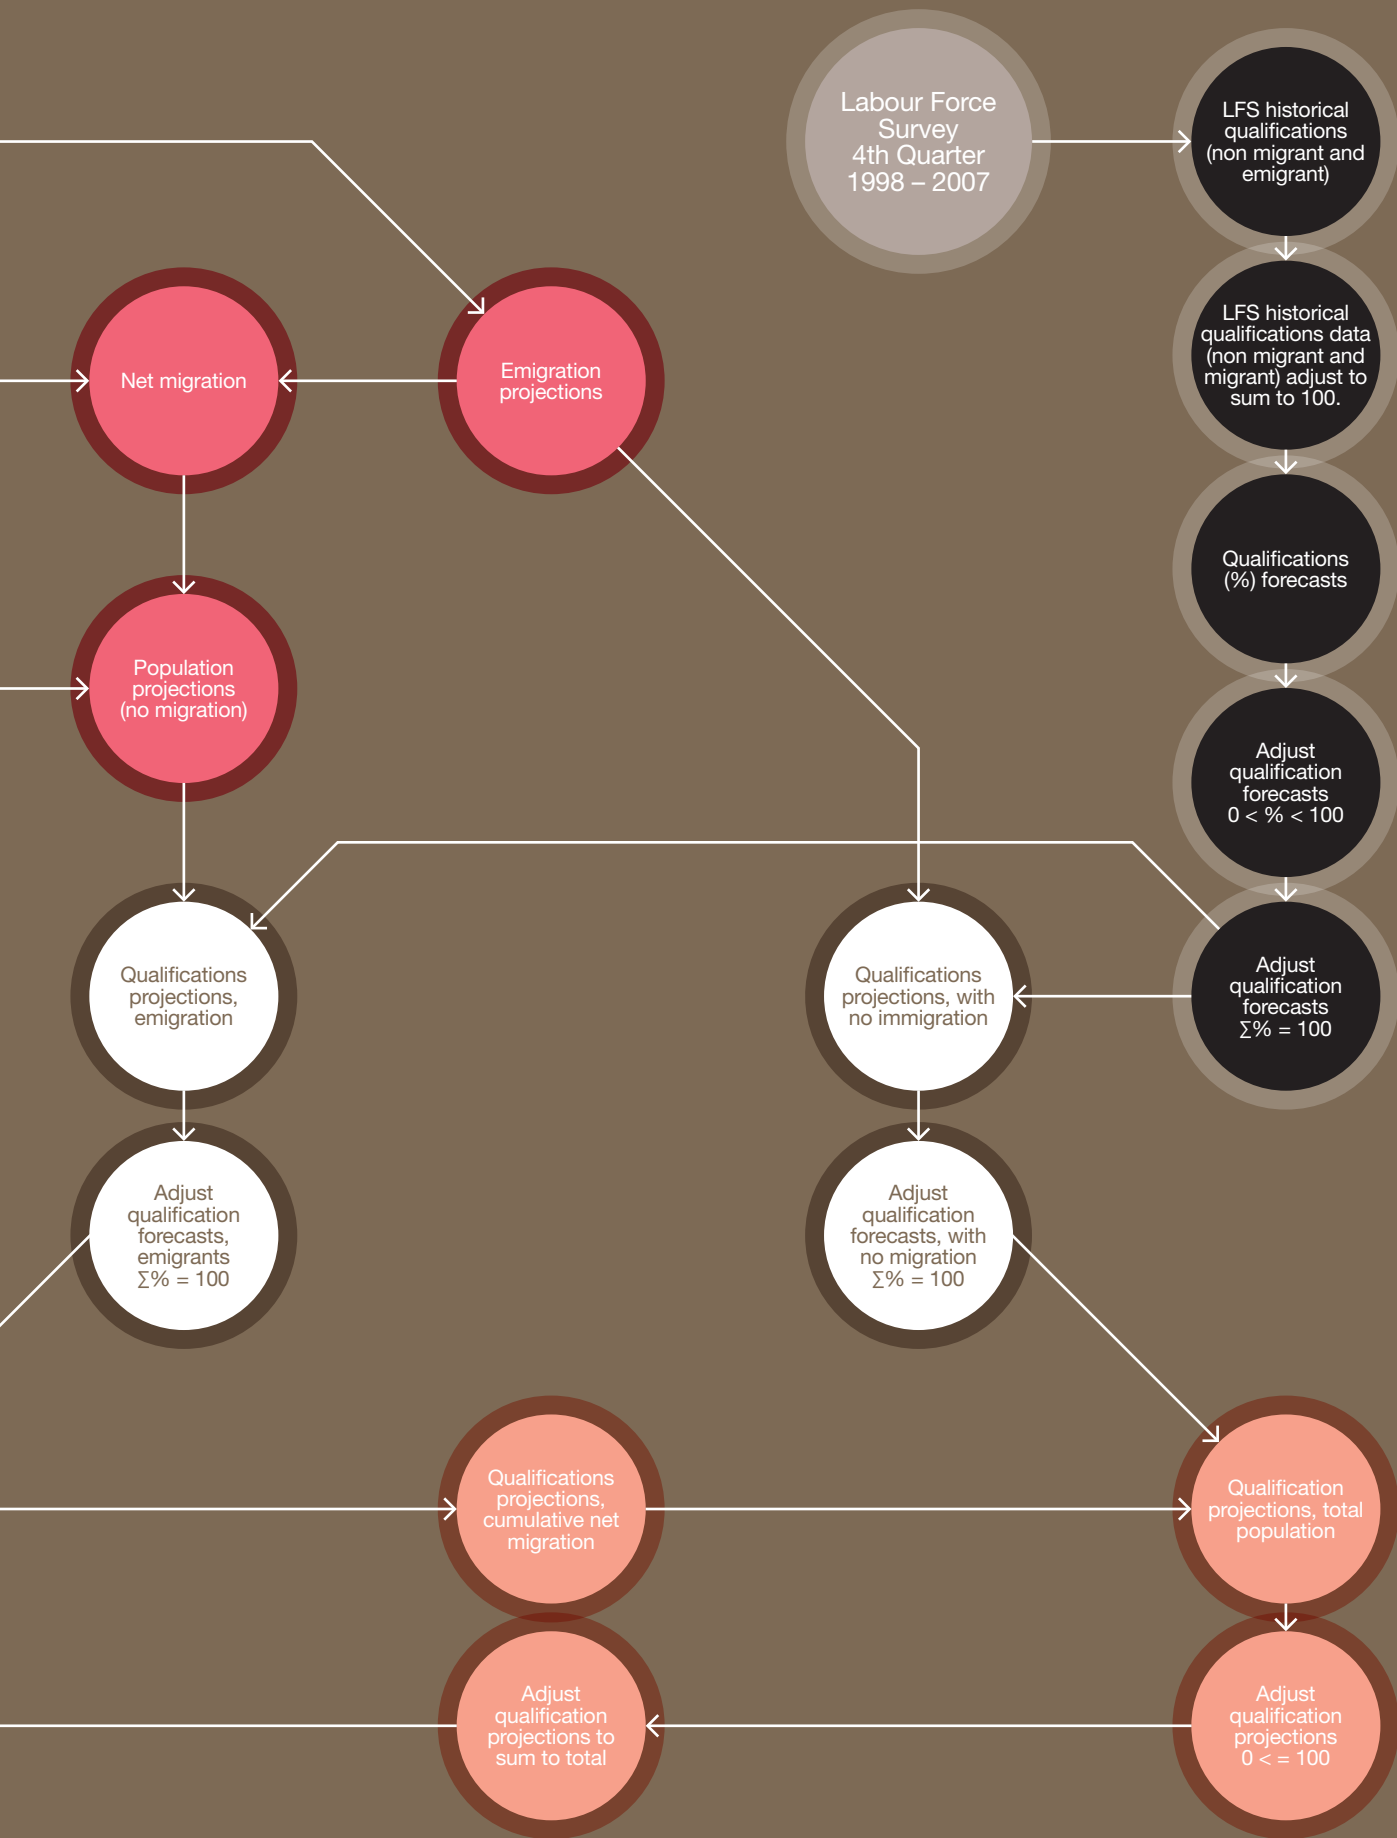 Labour Force
Survey
4th Quarter
1998 – 2007
LFS historical
qualifications
(non migrant and
emigrant)
LFS historical
qualifications data
(non migrant and
migrant) adjust to
sum to 100.
Net migration
Emigration
projections
Qualifications
(%) forecasts
Population
projections
(no migration)
Adjust
qualification
forecasts
0 < % < 100
Qualifications
projections,
emigration
Qualifications
projections, with
no immigration
Adjust
qualification
forecasts
∑% = 100
Adjust
qualification
forecasts,
emigrants
∑% = 100
Adjust
qualification
forecasts, with
no migration
∑% = 100
Qualifications
projections,
cumulative net
migration
Qualification
projections, total
population
Adjust
qualification
projections to
sum to total
Adjust
qualification
projections
0 < = 100